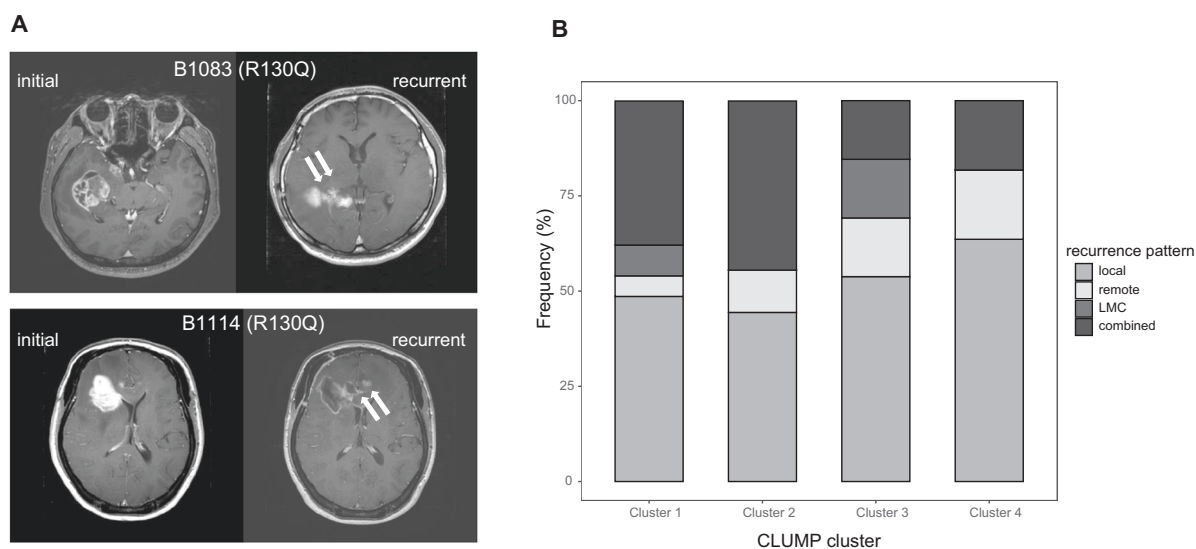 A
B1083 (R130Q)
initial
recurrent
B1114 (R130Q)
initial
recurrent
B
Frequency (%)
100
75
50
25
0
Cluster 1
Cluster 2
Cluster 3
Cluster 4
CLUMP cluster
recurrence pattern
local
remote
LMC
combined